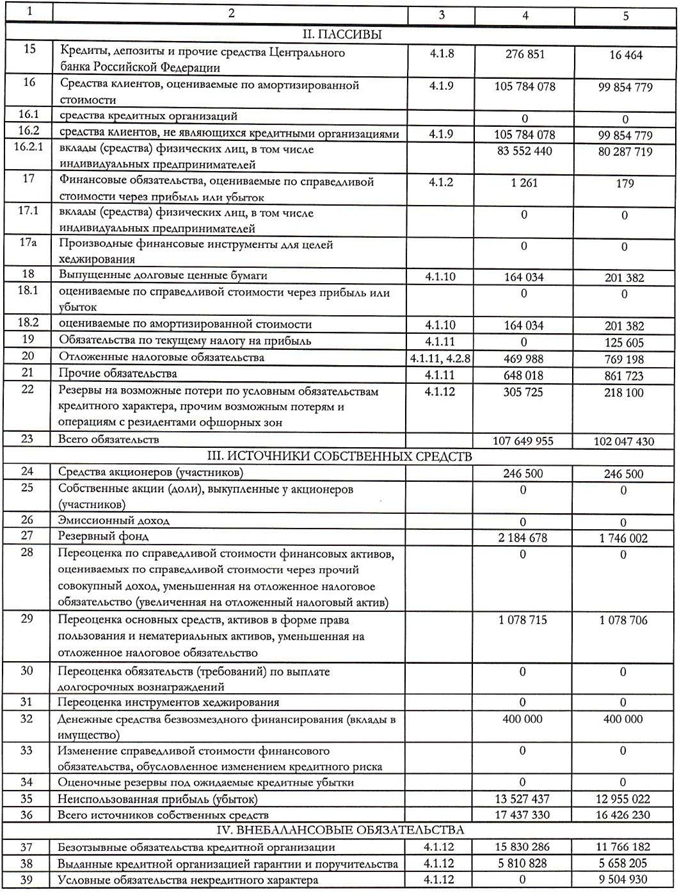 1 2 3 4 5
II. ПАССИВЫ
15 Кредиты, депозиты и прочие средства Центрального 4.1.8 276 851 16 464
банка Российской Федерации
16 Средства клиентов, оцениваемые по амортизированной 4.1.9 105 784 078 99 854 779
стоимости
16.1 средства кредитных организаций 0 0
16.2 средства клиентов, не являющихся кредитными организациями 4.1.9 105 784 078 99 854 779
16.2.1 вклады (средства) физических лиц, в том числе 83 552 440 80 287 719
индивидуальных предпринимателей
17 Финансовые обязательства, оцениваемые по справедливой 4.1.2 1 261 179
стоимости через прибыль или убыток
17.1 вклады (средства) физических лиц, в том числе 0 0
индивидуальных предпринимателей
17а Производные финансовые инструменты для целей 0 0
хеджирования
18 Выпущенные долговые ценные бумаги 4.1.10 164 034 201 382
18.1 оцениваемые по справедливой стоимости через прибыль или 0 0
убыток
18.2 оцениваемые по амортизированной стоимости 4.1.10 164 034 201 382
19 Обязательства по текущему налогу на прибыль 4.1.11 0 125 605
20 Отложенные налоговые обязательства 4.1.11, 4.2.8 469 988 769 198
21 Прочие обязательства 4.1.11 648 018 861 723
22 Резервы на возможные потери по условным обязательствам 4.1.12 305 725 218 100
кредитного характера, прочим возможным потерям и
операциям с резидентами офшорных зон
23 Всего обязательств 107 649 955 102 047 430
III. ИСТОЧНИКИ СОБСТВЕННЫХ СРЕДСТВ
24 Средства акционеров (участников) 246 500 246 500
25 Собственные акции (доли), выкупленные у акционеров 0 0
(участников)
26 Эмиссионный доход 0 0
27 Резервный фонд 2 184 678 1 746 002
28 Переоценка по справедливой стоимости финансовых активов, 0 0
оцениваемых по справедливой стоимости через прочий
совокупный доход, уменьшенная на отложенное налоговое
обязательство (увеличенная на отложенный налоговый актив)
29 Переоценка основных средств, активов в форме права 1 078 715 1 078 706
пользования и нематериальных активов, уменьшенная на
отложенное налоговое обязательство
30 Переоценка обязательств (требований) по выплате 0 0
долгосрочных вознаграждений
31 Переоценка инструментов хеджирования 0 0
32 Денежные средства безвозмездного финансирования (вклады в 400 000 400 000
имущество)
33 Изменение справедливой стоимости финансового 0 0
обязательства, обусловленное изменением кредитного риска
34 Оценочные резервы под ожидаемые кредитные убытки 0 0
35 Неиспользованная прибыль (убыток) 13 527 437 12 955 022
36 Всего источников собственных средств 17 437 330 16 426 230
IV. ВНЕБАЛАНСОВЫЕ ОБЯЗАТЕЛЬСТВА
37 Безотзывные обязательства кредитной организации 4.1.12 15 830 286 11 766 182
38 Выданные кредитной организацией гарантии и поручительства 4.1.12 5 810 828 5 658 205
39 Условные обязательства некредитного характера 4.1.12 0 9 504 930